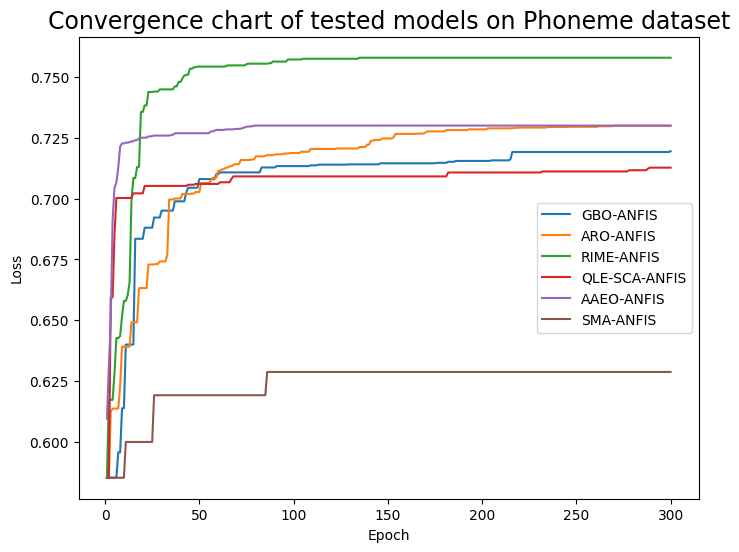 Convergence chart of tested models on Phoneme dataset
0.750
0.725
0.700
0.675
0.650
0.625
0.600
Loss
GBO-ANFIS
ARO-ANFIS
RIME-ANFIS
QLE-SCA-ANFIS
AAEO-ANFIS
SMA-ANFIS
0 50 100 150 200 250 300
Epoch